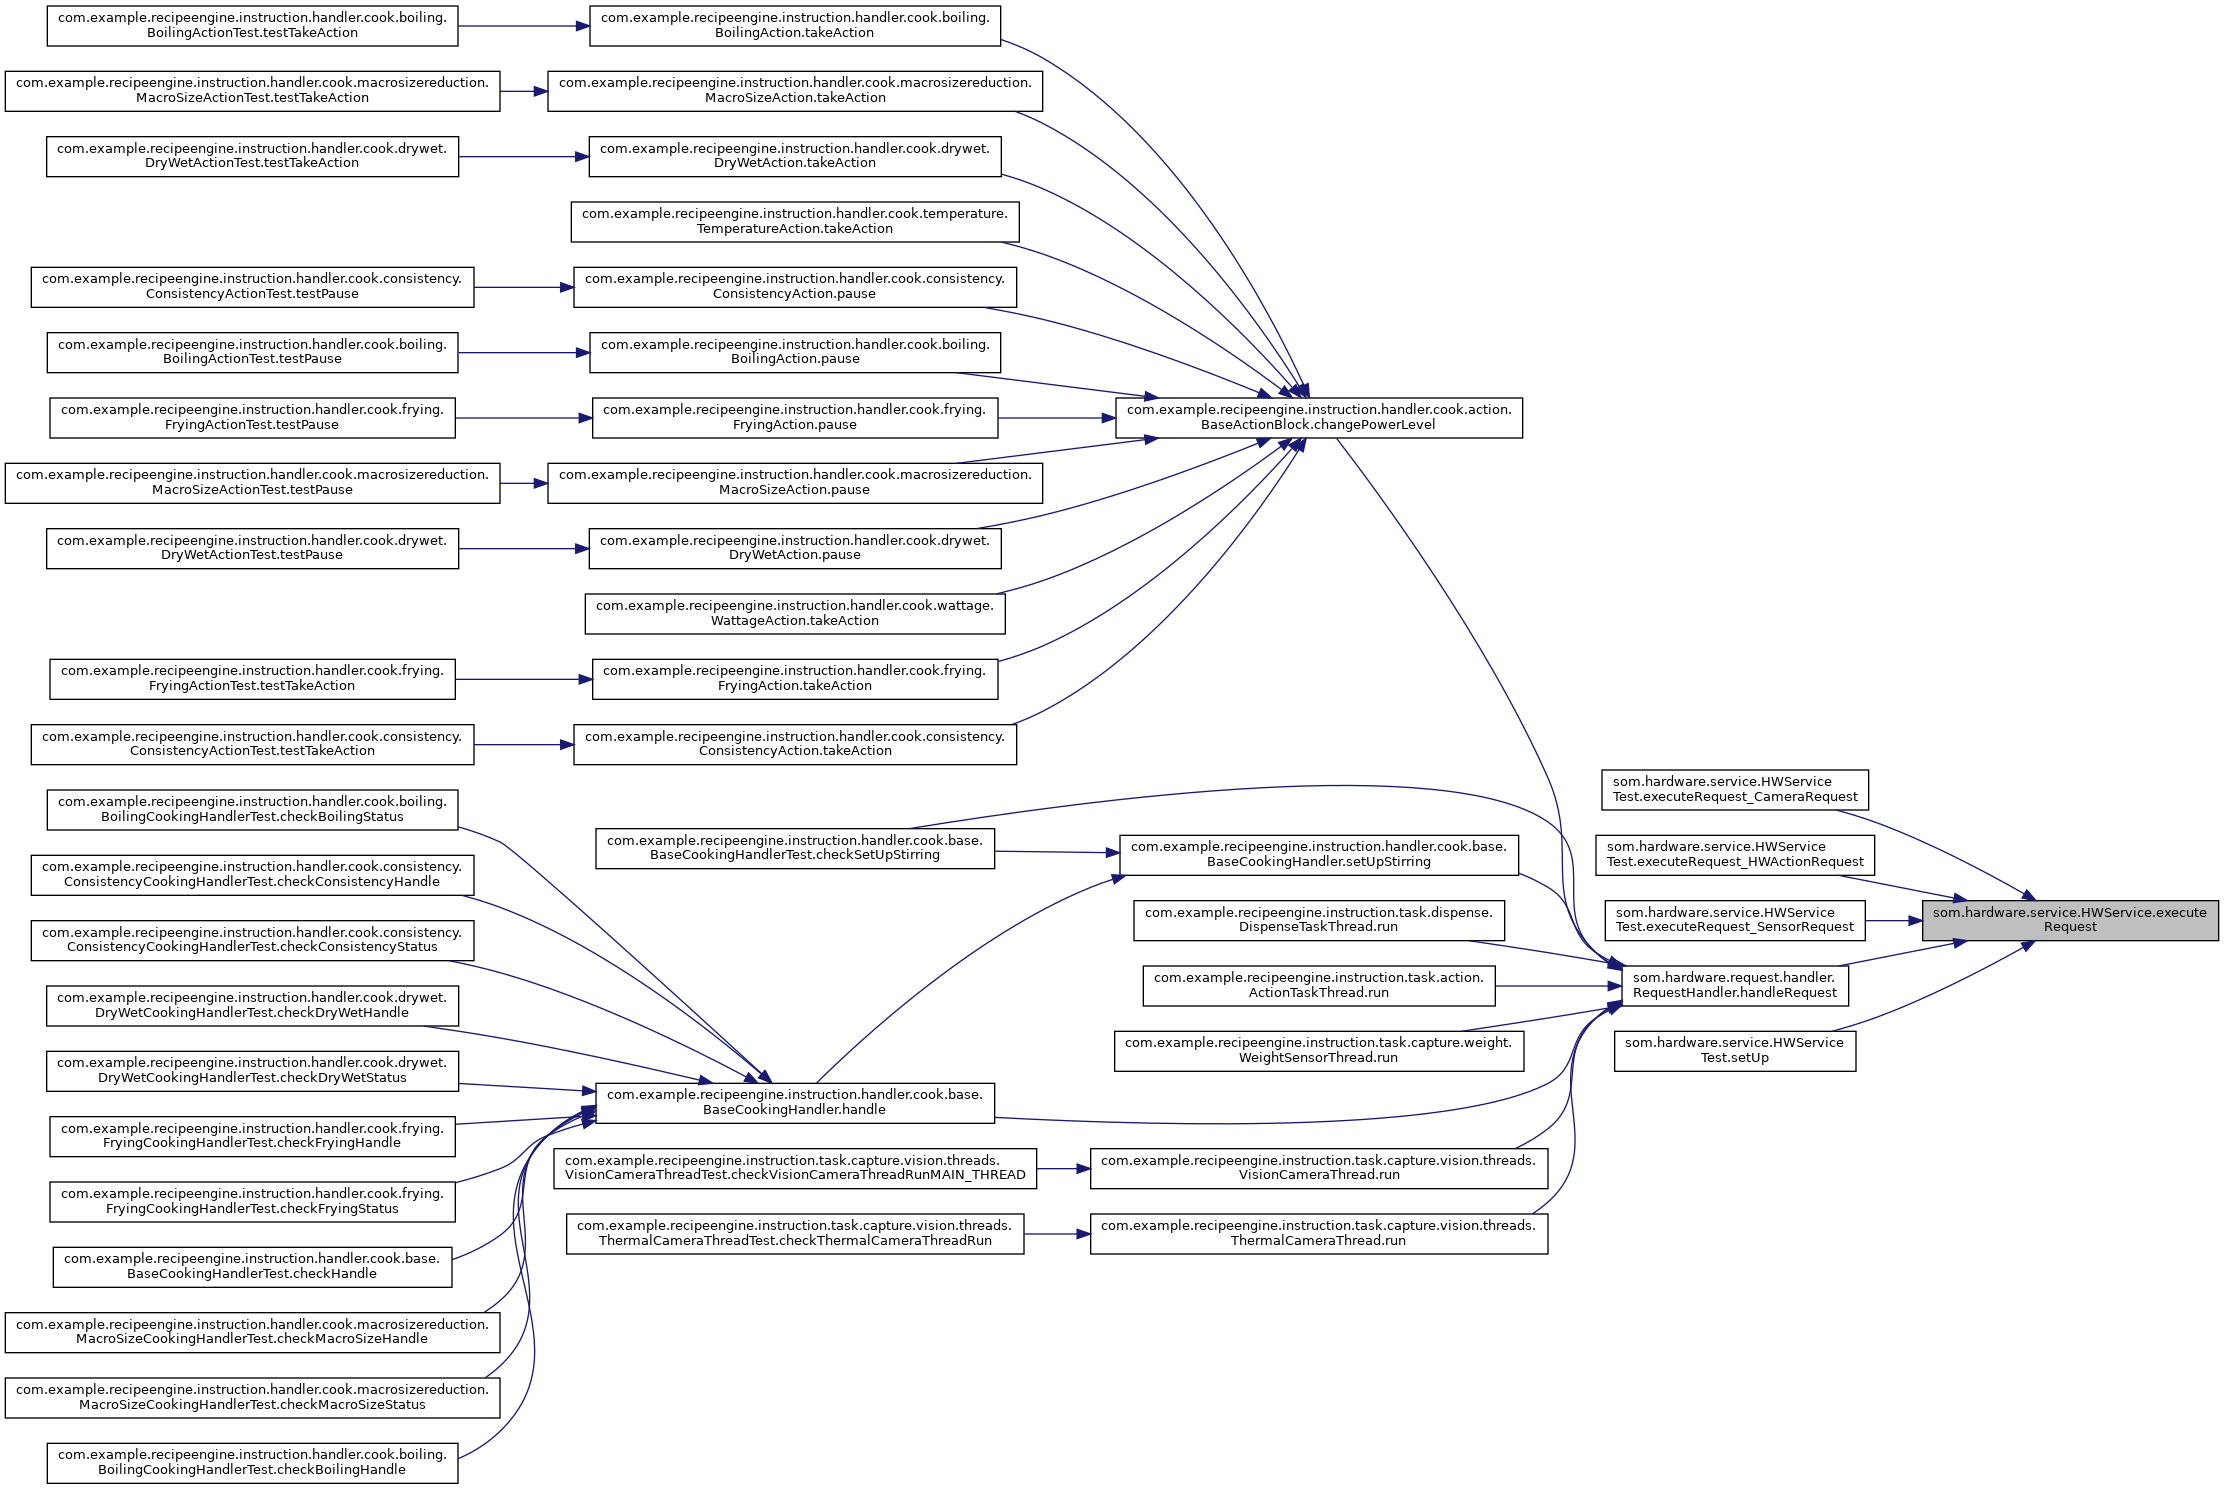 com.example.recipeengine.instruction.handler.cook.boiling.
BoilingActionTest.testTakeAction
com.example.recipeengine.instruction.handler.cook.boiling.
BoilingAction.takeAction
com.example.recipeengine.instruction.handler.cook.macrosizereduction.
MacroSizeActionTest.testTakeAction
com.example.recipeengine.instruction.handler.cook.macrosizereduction.
MacroSizeAction.takeAction
com.example.recipeengine.instruction.handler.cook.drywet.
DryWetActionTest.testTakeAction
com.example.recipeengine.instruction.handler.cook.drywet.
DryWetAction.takeAction
com.example.recipeengine.instruction.handler.cook.temperature.
TemperatureAction.takeAction
com.example.recipeengine.instruction.handler.cook.consistency.
ConsistencyActionTest.testPause
com.example.recipeengine.instruction.handler.cook.consistency.
ConsistencyAction.pause
com.example.recipeengine.instruction.handler.cook.boiling.
BoilingActionTest.testPause
com.example.recipeengine.instruction.handler.cook.boiling.
BoilingAction.pause
com.example.recipeengine.instruction.handler.cook.frying.
FryingActionTest.testPause
com.example.recipeengine.instruction.handler.cook.frying.
FryingAction.pause
com.example.recipeengine.instruction.handler.cook.action.
BaseActionBlock.changePowerLevel
com.example.recipeengine.instruction.handler.cook.macrosizereduction.
MacroSizeActionTest.testPause
com.example.recipeengine.instruction.handler.cook.macrosizereduction.
MacroSizeAction.pause
com.example.recipeengine.instruction.handler.cook.drywet.
DryWetActionTest.testPause
com.example.recipeengine.instruction.handler.cook.drywet.
DryWetAction.pause
com.example.recipeengine.instruction.handler.cook.wattage.
WattageAction.takeAction
com.example.recipeengine.instruction.handler.cook.frying.
FryingActionTest.testTakeAction
com.example.recipeengine.instruction.handler.cook.frying.
FryingAction.takeAction
com.example.recipeengine.instruction.handler.cook.consistency.
ConsistencyActionTest.testTakeAction
com.example.recipeengine.instruction.handler.cook.consistency.
ConsistencyAction.takeAction
som.hardware.service.HWService
Test.executeRequest_CameraRequest
com.example.recipeengine.instruction.handler.cook.boiling.
BoilingCookingHandlerTest.checkBoilingStatus
com.example.recipeengine.instruction.handler.cook.base.
BaseCookingHandlerTest.checkSetUpStirring
com.example.recipeengine.instruction.handler.cook.base.
BaseCookingHandler.setUpStirring
som.hardware.service.HWService
Test.executeRequest_HWActionRequest
com.example.recipeengine.instruction.handler.cook.consistency.
ConsistencyCookingHandlerTest.checkConsistencyHandle
com.example.recipeengine.instruction.task.dispense.
DispenseTaskThread.run
som.hardware.service.HWService
Test.executeRequest_SensorRequest
som.hardware.service.HWService.execute
Request
com.example.recipeengine.instruction.handler.cook.consistency.
ConsistencyCookingHandlerTest.checkConsistencyStatus
com.example.recipeengine.instruction.task.action.
ActionTaskThread.run
som.hardware.request.handler.
RequestHandler.handleRequest
com.example.recipeengine.instruction.handler.cook.drywet.
DryWetCookingHandlerTest.checkDryWetHandle
com.example.recipeengine.instruction.task.capture.weight.
WeightSensorThread.run
som.hardware.service.HWService
Test.setUp
com.example.recipeengine.instruction.handler.cook.drywet.
DryWetCookingHandlerTest.checkDryWetStatus
com.example.recipeengine.instruction.handler.cook.base.
BaseCookingHandler.handle
com.example.recipeengine.instruction.handler.cook.frying.
FryingCookingHandlerTest.checkFryingHandle
com.example.recipeengine.instruction.task.capture.vision.threads.
VisionCameraThreadTest.checkVisionCameraThreadRunMAIN_THREAD
com.example.recipeengine.instruction.task.capture.vision.threads.
VisionCameraThread.run
com.example.recipeengine.instruction.handler.cook.frying.
FryingCookingHandlerTest.checkFryingStatus
com.example.recipeengine.instruction.task.capture.vision.threads.
ThermalCameraThreadTest.checkThermalCameraThreadRun
com.example.recipeengine.instruction.task.capture.vision.threads.
ThermalCameraThread.run
com.example.recipeengine.instruction.handler.cook.base.
BaseCookingHandlerTest.checkHandle
com.example.recipeengine.instruction.handler.cook.macrosizereduction.
MacroSizeCookingHandlerTest.checkMacroSizeHandle
com.example.recipeengine.instruction.handler.cook.macrosizereduction.
MacroSizeCookingHandlerTest.checkMacroSizeStatus
com.example.recipeengine.instruction.handler.cook.boiling.
BoilingCookingHandlerTest.checkBoilingHandle